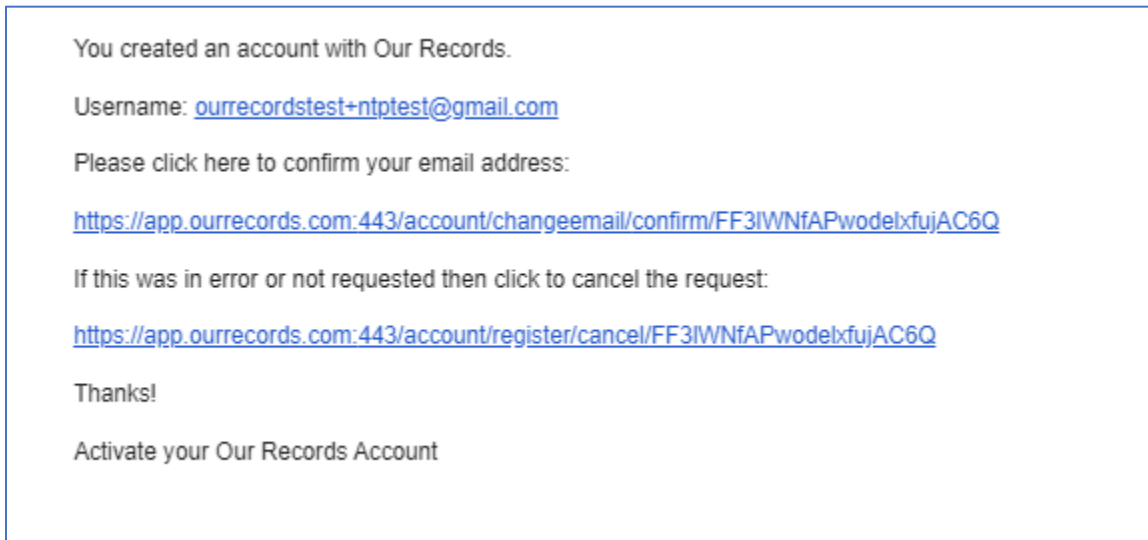 You created an account with Our Records.
Username: ourrecordstest+ntptest@gmail.com
Please click here to confirm your email address:
https://app.ourrecords.com:443/account/changeemail/confirm/FF3IWNfAPwodeIxfujAC6Q
If this was in error or not requested then click to cancel the request:
https://app.ourrecords.com:443/account/register/cancel/FF3IWNfAPwodeIxfujAC6Q
Thanks!
Activate your Our Records Account